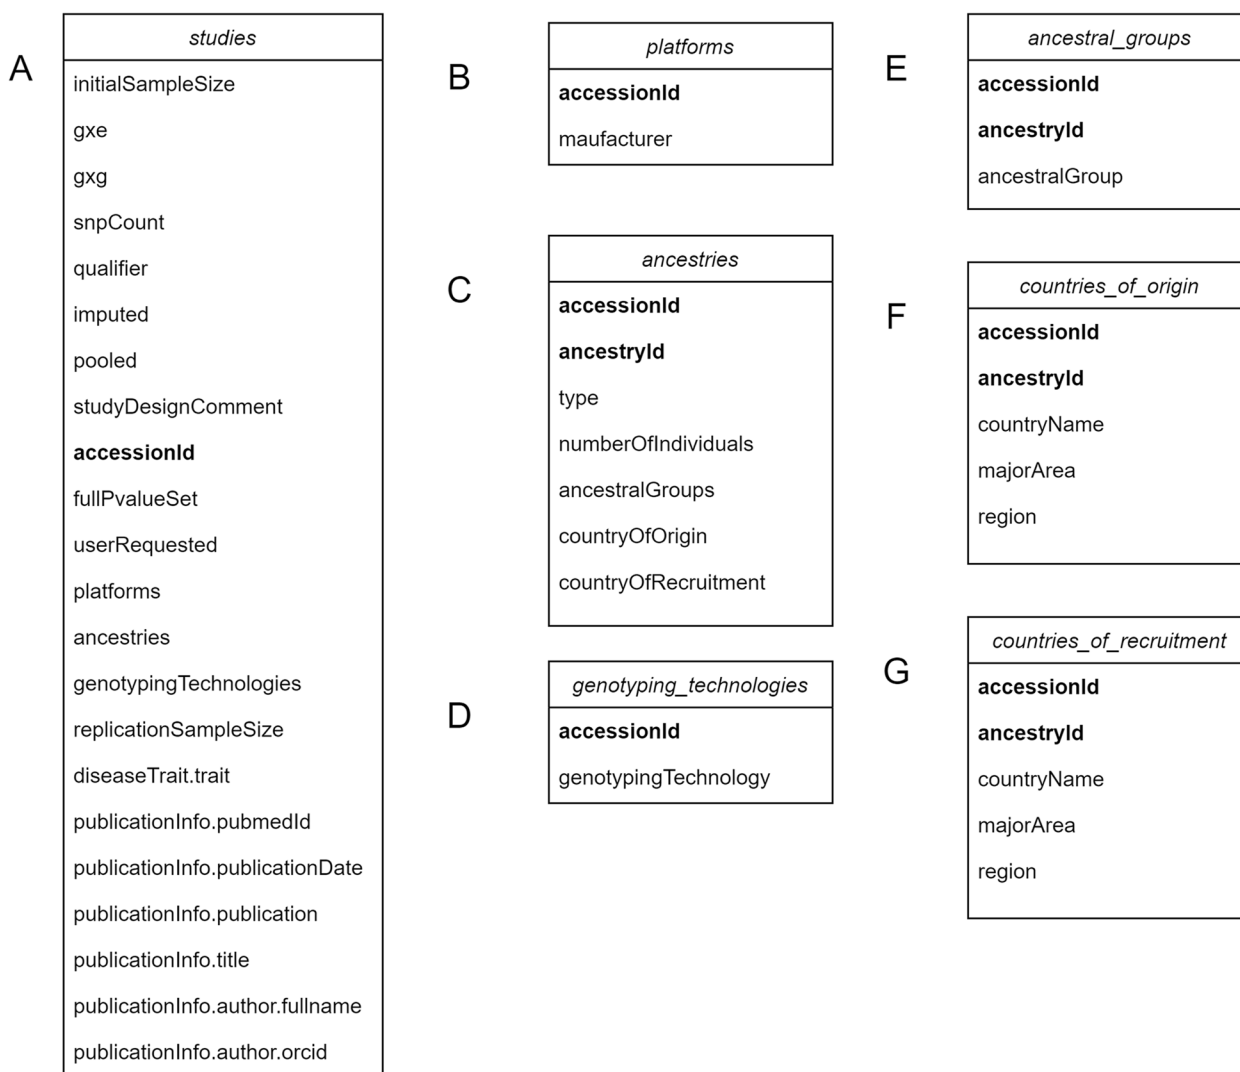 A
studies
initialSampleSize
gxe
gxg
snpCount
qualifier
imputed
pooled
studyDesignComment
accessionId
fullPvalueSet
userRequested
platforms
ancestries
genotypingTechnologies
replicationSampleSize
diseaseTrait.trait
publicationInfo.pubmedId
publicationInfo.publicationDate
publicationInfo.publication
publicationInfo.title
publicationInfo.author.fullname
publicationInfo.author.orcid
B
platforms
accessionId
maufacturer
C
ancestries
accessionId
ancestryId
type
numberOfIndividuals
ancestralGroups
countryOfOrigin
countryOfRecruitment
D
genotyping_technologies
accessionId
genotypingTechnology
E
ancestral_groups
accessionId
ancestryId
ancestralGroup
F
countries_of_origin
accessionId
ancestryId
countryName
majorArea
region
G
countries_of_recruitment
accessionId
ancestryId
countryName
majorArea
region